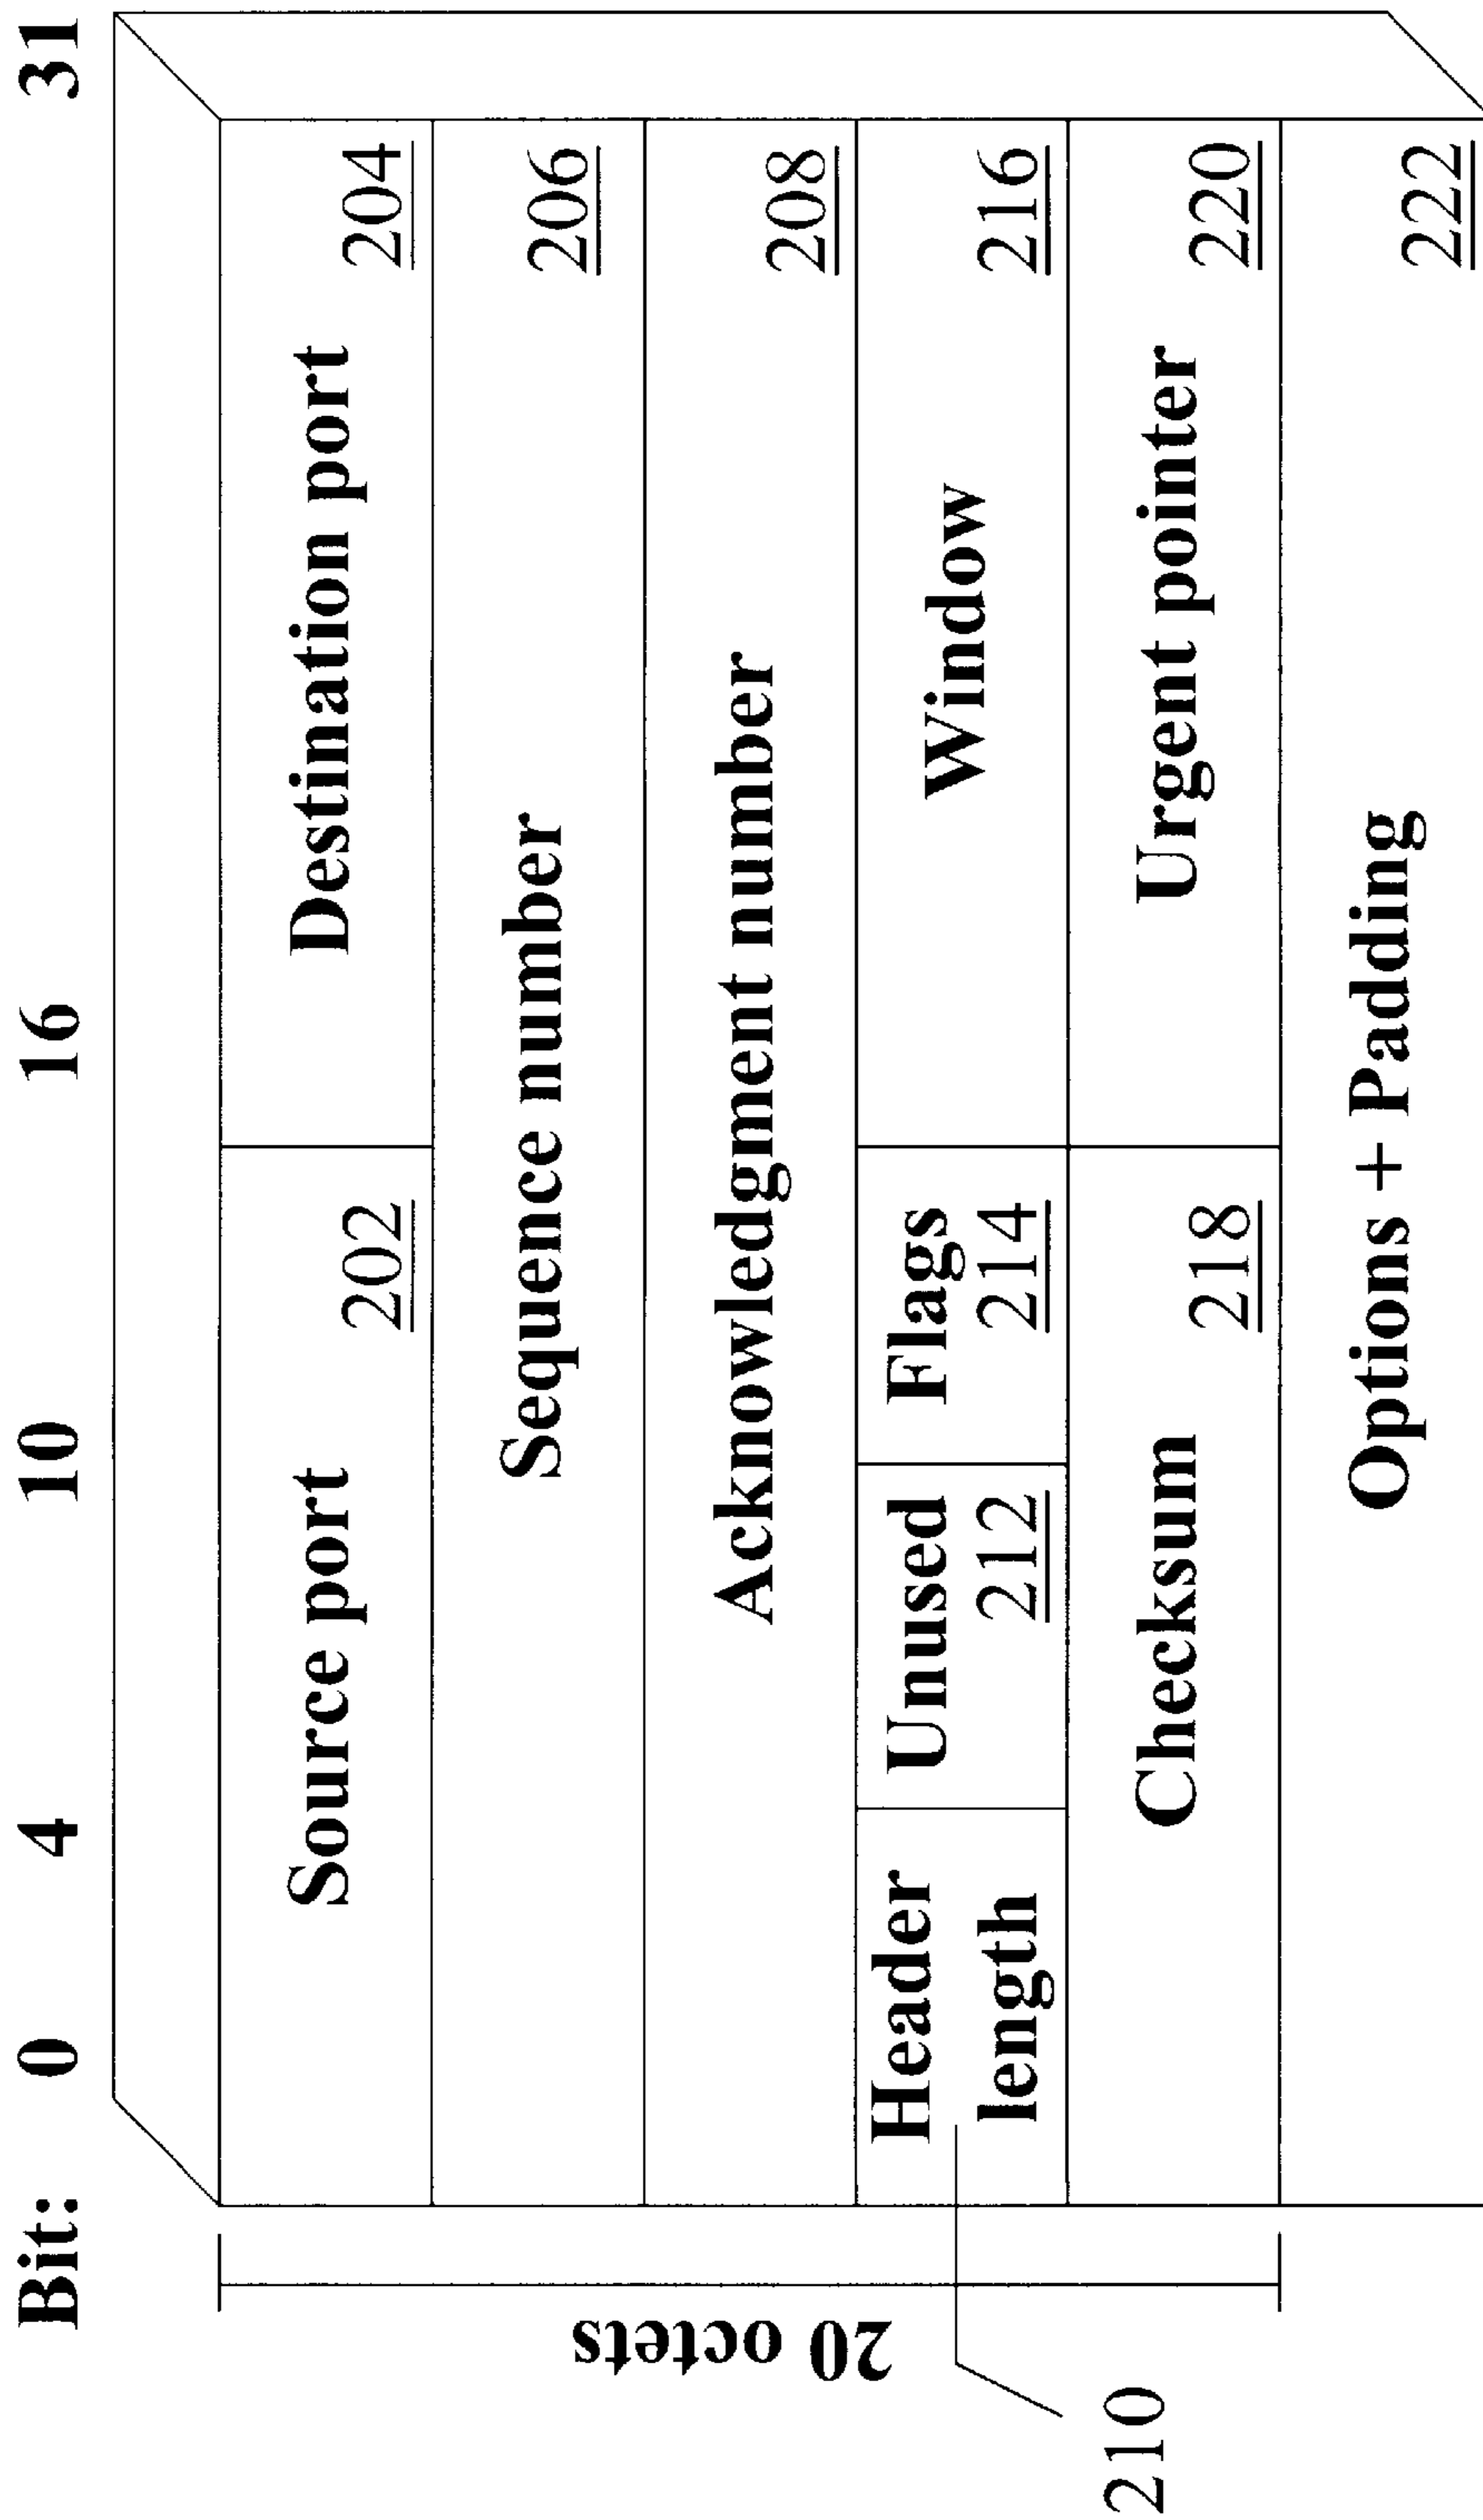 Bit: 0 4 10 16 31
Source port 202
Destination port 204
Sequence number 206
Acknowledgment number 208
Header
length
Unused
212
Flags
214
Window 216
Checksum 218
Urgent pointer 220
Options + Padding 222
20 octets
210